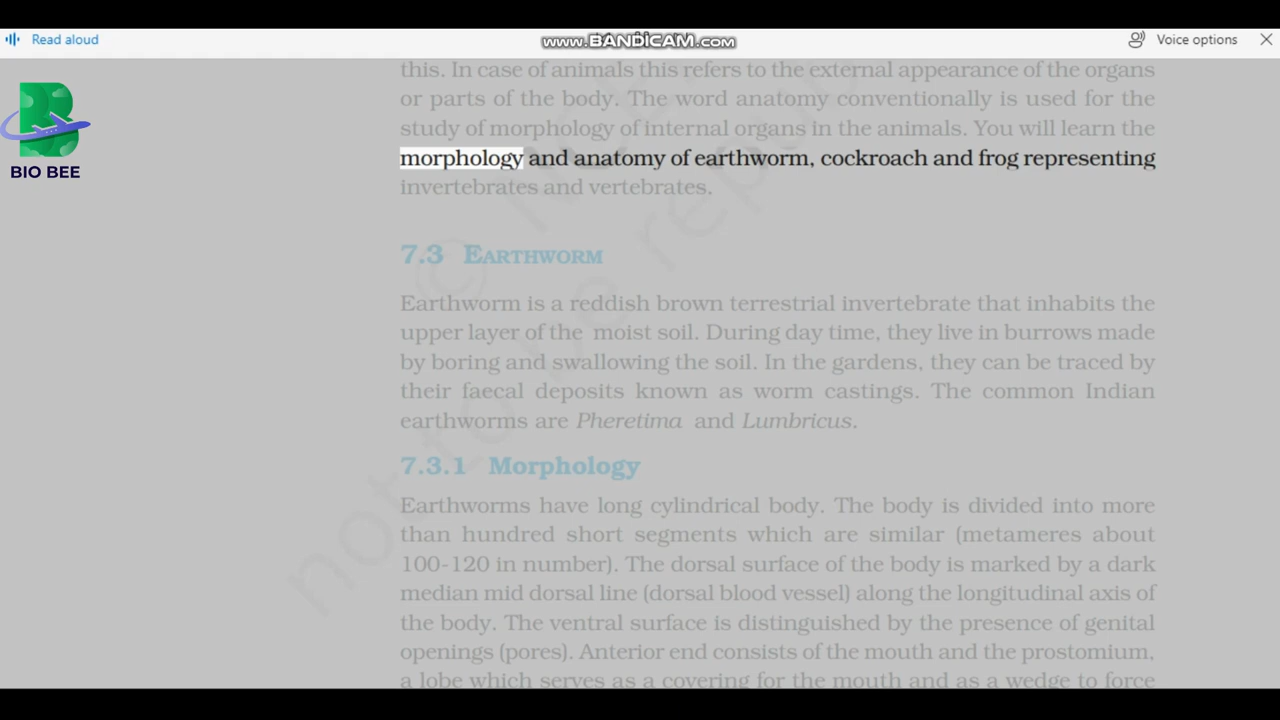 Read aloud
www.BANDICAM.com
Voice options
BIO BEE
this. In case of animals this refers to the external appearance of the organs
or parts of the body. The word anatomy conventionally is used for the
study of morphology of internal organs in the animals. You will learn the
morphology and anatomy of earthworm, cockroach and frog representing
invertebrates and vertebrates.
7.3 EARTHWORM
Earthworm is a reddish brown terrestrial invertebrate that inhabits the
upper layer of the moist soil. During day time, they live in burrows made
by boring and swallowing the soil. In the gardens, they can be traced by
their faecal deposits known as worm castings. The common Indian
earthworms are Pheretima and Lumbricus.
7.3.1 Morphology
Earthworms have long cylindrical body. The body is divided into more
than hundred short segments which are similar (metameres about
100-120 in number). The dorsal surface of the body is marked by a dark
median mid dorsal line (dorsal blood vessel) along the longitudinal axis of
the body. The ventral surface is distinguished by the presence of genital
openings (pores). Anterior end consists of the mouth and the prostomium,
a lobe which serves as a covering for the mouth and as a wedge to force